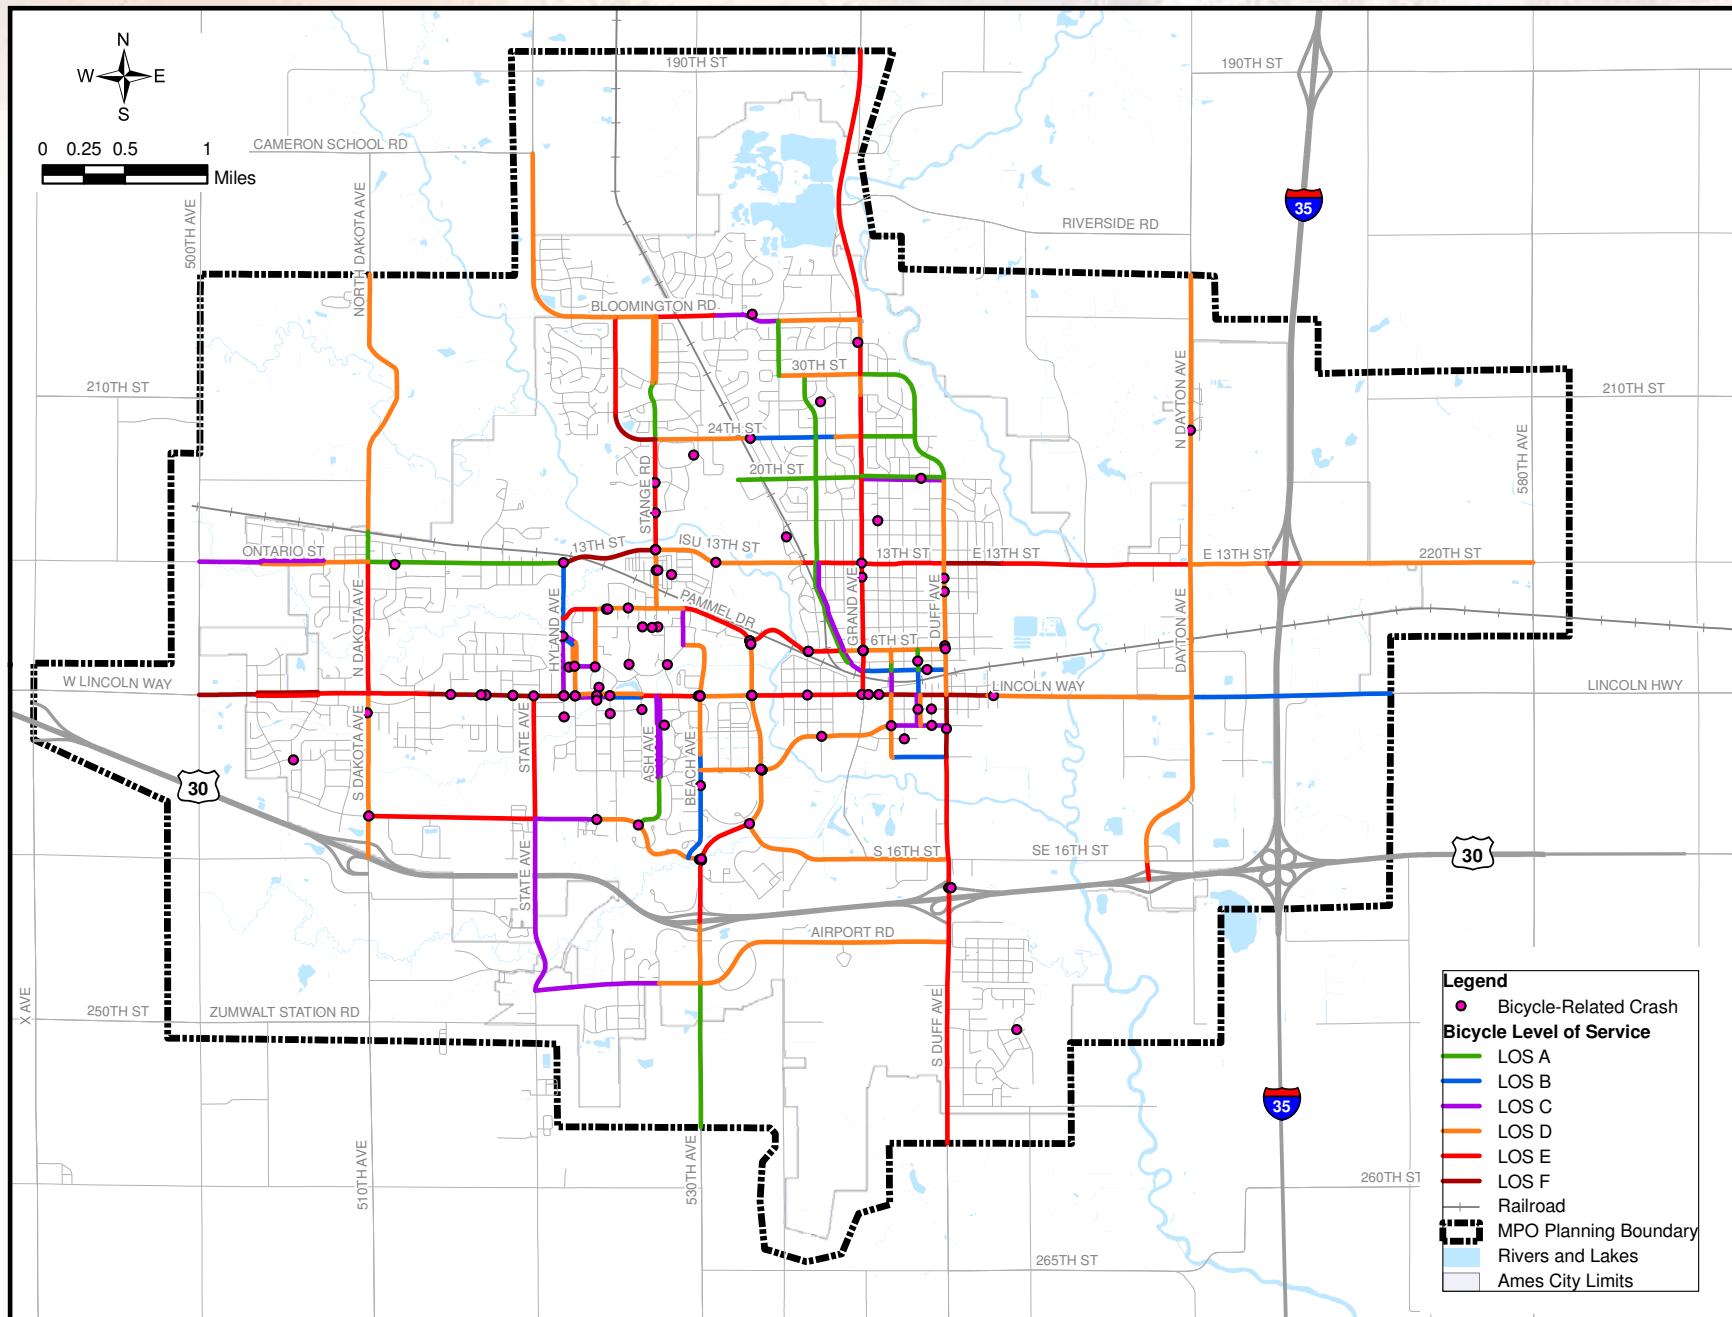 N
W E
S
0 0.25 0.5 1
Miles
190TH ST
190TH ST
CAMERON SCHOOL RD
500TH AVE
NORTH DAKOTA AVE
35
RIVERSIDE RD
BLOOMINGTON RD
210TH ST
30TH ST
N DAYTON AVE
210TH ST
24TH ST
580TH AVE
20TH ST
STANGE RD
ONTARIO ST
13TH ST
ISU 13TH ST
13TH ST
E 13TH ST
E 13TH ST
220TH ST
PAMMEL DR
GRAND AVE
DUFF AVE
N DAKOTA AVE
HYLAND AVE
6TH ST
DAYTON AVE
W LINCOLN WAY
LINCOLN WAY
LINCOLN HWY
S DAKOTA AVE
STATE AVE
ASH AVE
BEACH AVE
30
S 16TH ST
SE 16TH ST
30
STATE AVE
AIRPORT RD
X AVE
250TH ST
ZUMWALT STATION RD
S DUFF AVE
35
510TH AVE
530TH AVE
260TH ST
265TH ST
Legend
Bicycle-Related Crash
Bicycle Level of Service
LOS A
LOS B
LOS C
LOS D
LOS E
LOS F
Railroad
MPO Planning Boundary
Rivers and Lakes
Ames City Limits